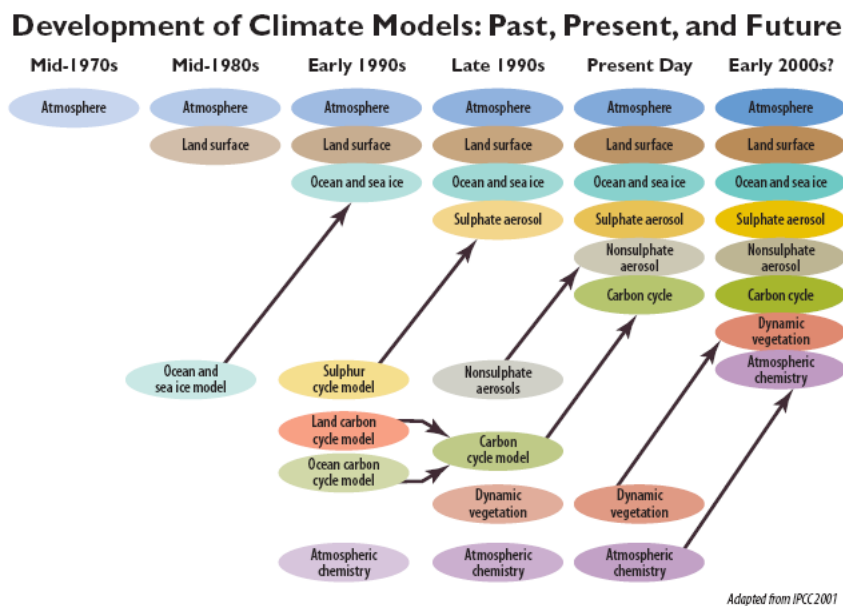 Development of Climate Models: Past, Present, and Future
Mid-1970s
Mid-1980s
Early 1990s
Late 1990s
Present Day
Early 2000s?
Atmosphere
Atmosphere
Atmosphere
Atmosphere
Atmosphere
Atmosphere
Land surface
Land surface
Land surface
Land surface
Land surface
Ocean and sea ice
Ocean and sea ice
Ocean and sea ice
Ocean and sea ice
Sulphate aerosol
Sulphate aerosol
Sulphate aerosol
Nonsulphate
aerosol
Nonsulphate
aerosol
Carbon cycle
Carbon cycle
Dynamic
vegetation
Ocean and
sea ice model
Sulphur
cycle model
Nonsulphate
aerosols
Atmospheric
chemistry
Land carbon
cycle model
Carbon
cycle model
Ocean carbon
cycle model
Dynamic
vegetation
Dynamic
vegetation
Atmospheric
chemistry
Atmospheric
chemistry
Atmospheric
chemistry
Adapted from IPCC2001